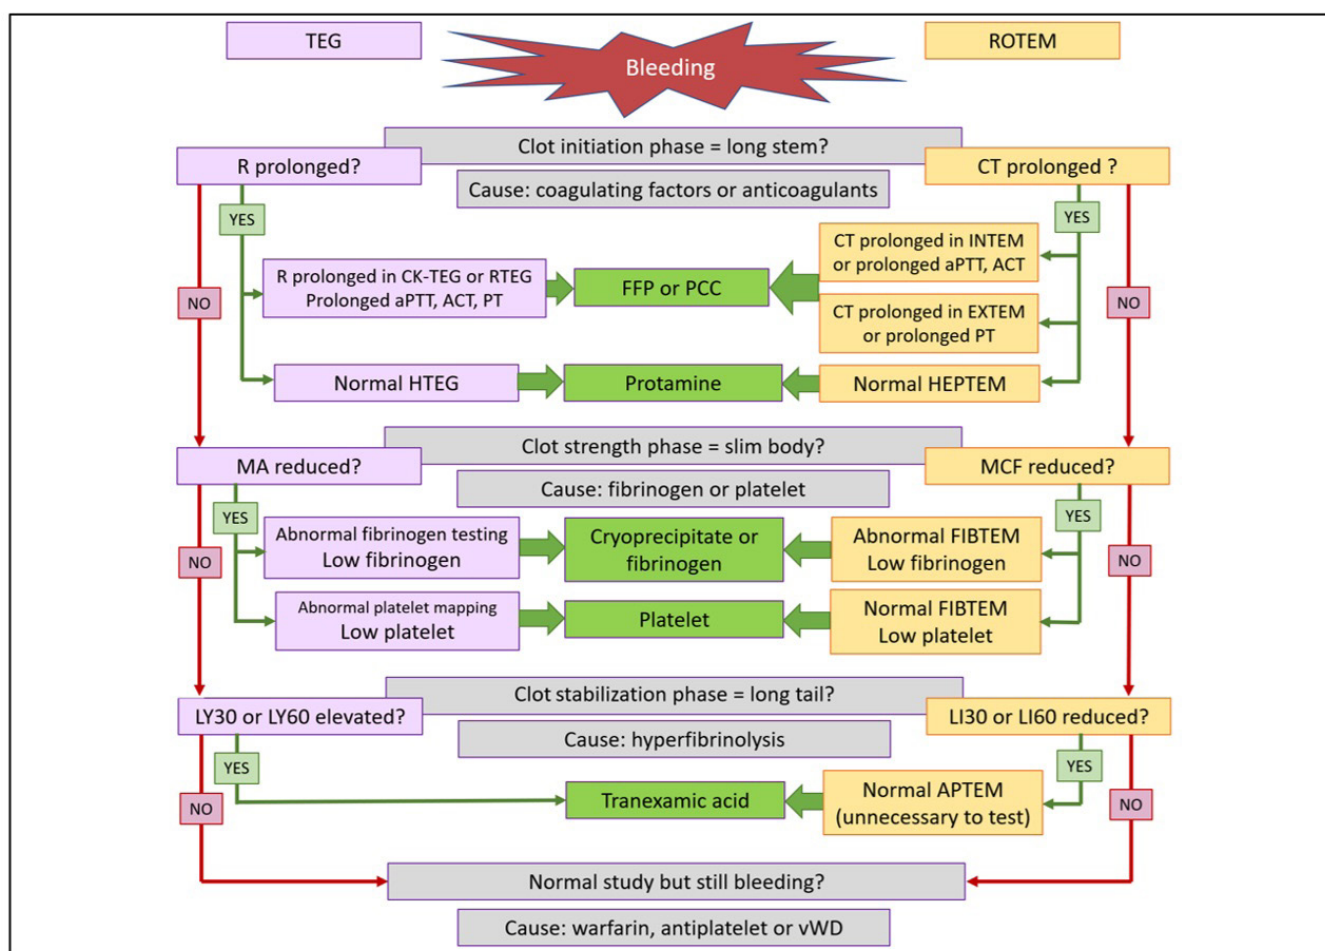 TEG
Bleeding
ROTEM
Clot initiation phase = long stem?
R prolonged?
CT prolonged ?
Cause: coagulating factors or anticoagulants
YES
YES
R prolonged in CK-TEG or RTEG
Prolonged aPTT, ACT, PT
FFP or PCC
CT prolonged in INTEM
or prolonged aPTT, ACT
CT prolonged in EXTEM
or prolonged PT
NO
NO
Normal HTEG
Protamine
Normal HEPTEM
Clot strength phase = slim body?
MA reduced?
MCF reduced?
Cause: fibrinogen or platelet
YES
YES
Abnormal fibrinogen testing
Low fibrinogen
Cryoprecipitate or
fibrinogen
Abnormal FIBTEM
Low fibrinogen
NO
NO
Abnormal platelet mapping
Low platelet
Platelet
Normal FIBTEM
Low platelet
Clot stabilization phase = long tail?
LY30 or LY60 elevated?
LI30 or LI60 reduced?
Cause: hyperfibrinolysis
YES
YES
Tranexamic acid
Normal APTEM
(unnecessary to test)
NO
NO
Normal study but still bleeding?
Cause: warfarin, antiplatelet or vWD